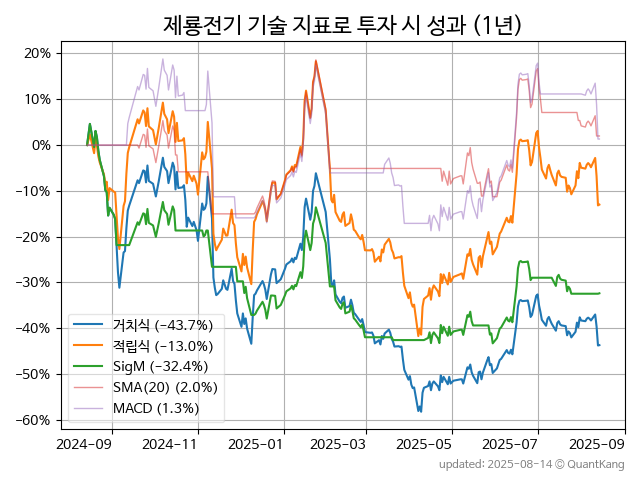 제룡전기 기술 지표로 투자 시 성과 (1년)
20%
10%
0%
−10%
−20%
−30%
−40%
−50%
−60%
거치식 (−43.7%)
적립식 (−13.0%)
SigM (−32.4%)
SMA(20) (2.0%)
MACD (1.3%)
2024-09 2024-11 2025-01 2025-03 2025-05 2025-07 2025-09
updated: 2025-08-14 © QuantKang